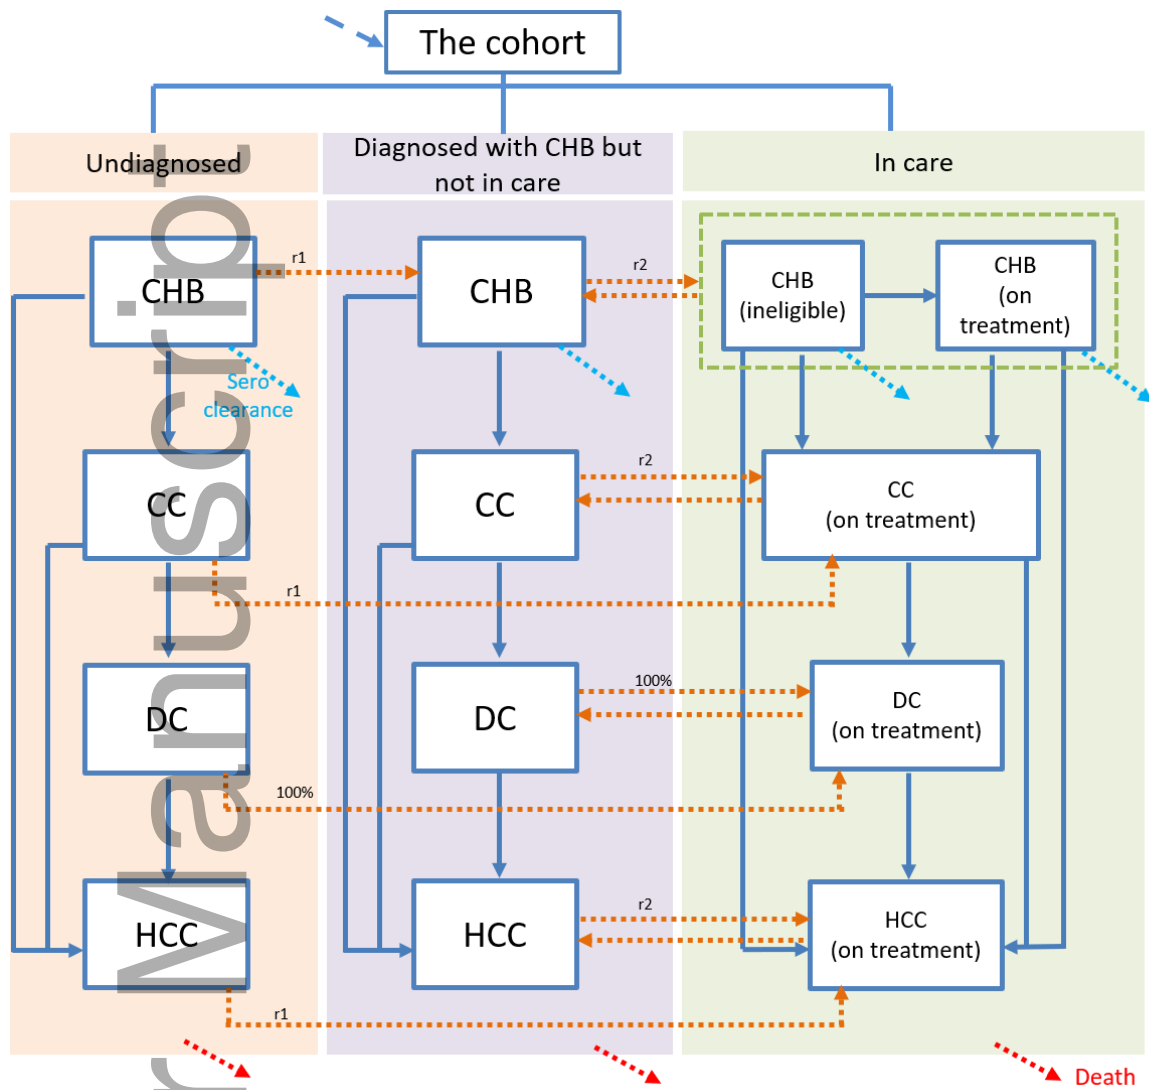 The cohort
Undiagnosed
Diagnosed with CHB but
not in care
In care
CHB
r1
CHB
r2
CHB
(ineligible)
CHB
(on
treatment)
Sero
clearance
CC
CC
r2
CC
(on treatment)
r1
DC
DC
100%
DC
(on treatment)
100%
HCC
HCC
r2
HCC
(on treatment)
r1
Death
r Manuscript